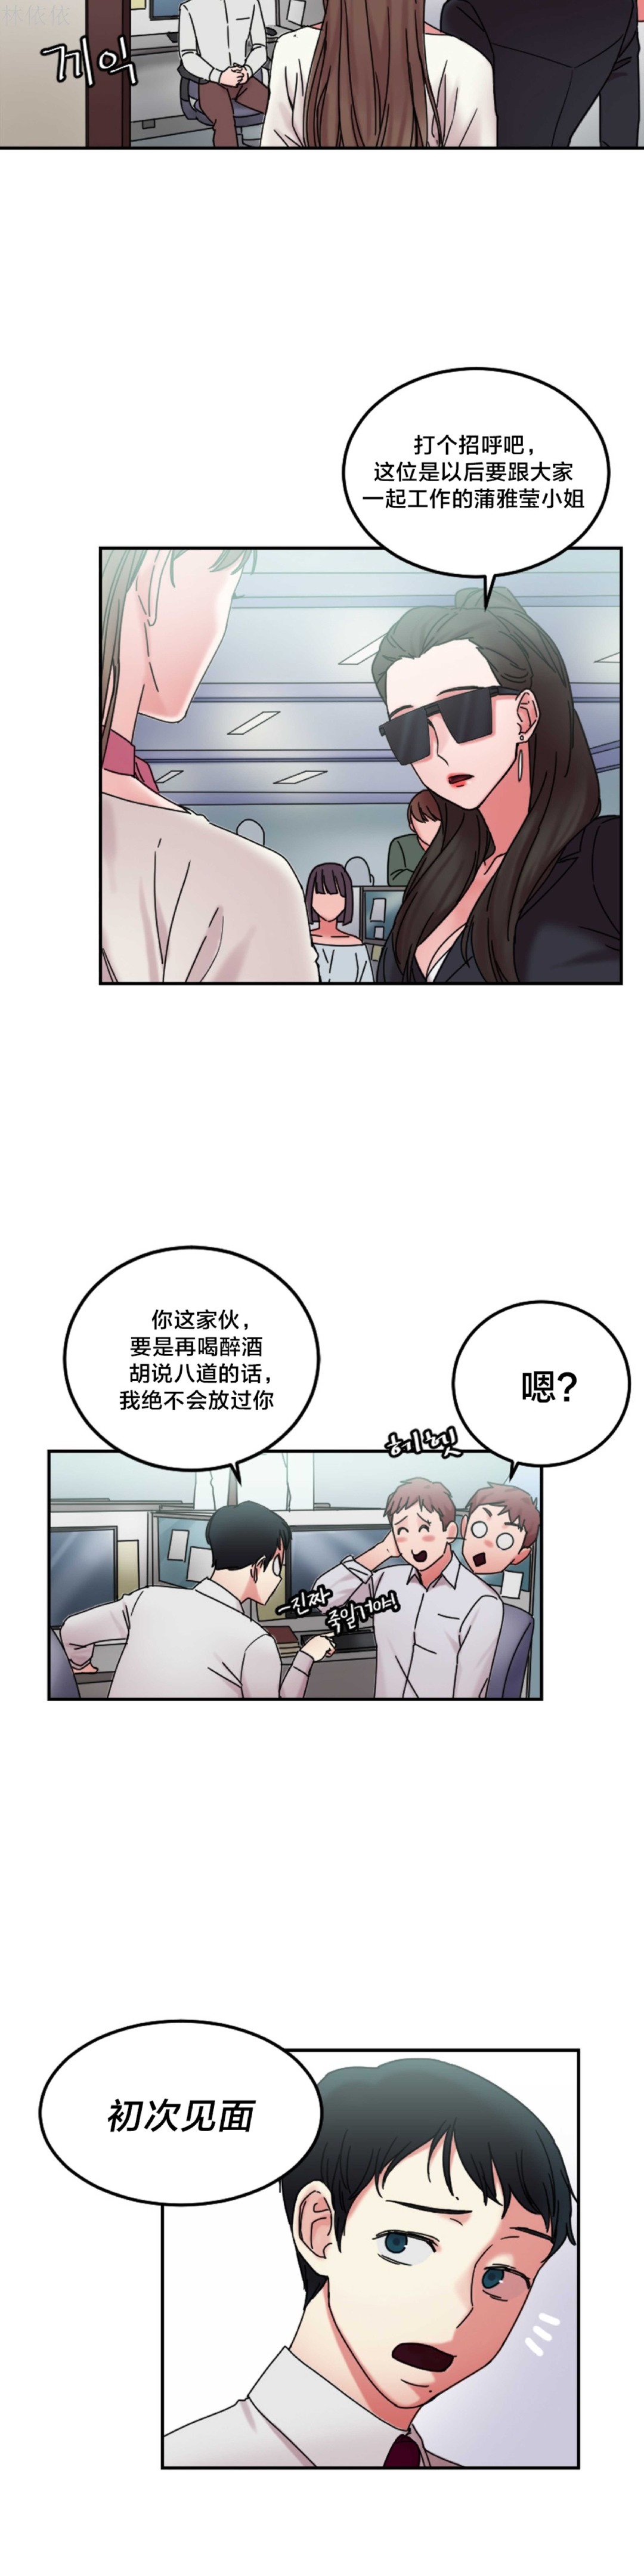 林依依
끼익
打个招呼吧，
这位是以后要跟大家
一起工作的蒲雅莹小姐
你这家伙，
要是再喝醉酒
胡说八道的话，
我绝不会放过你
嗯？
헤헷
진짜
죽일거야!
初次见面